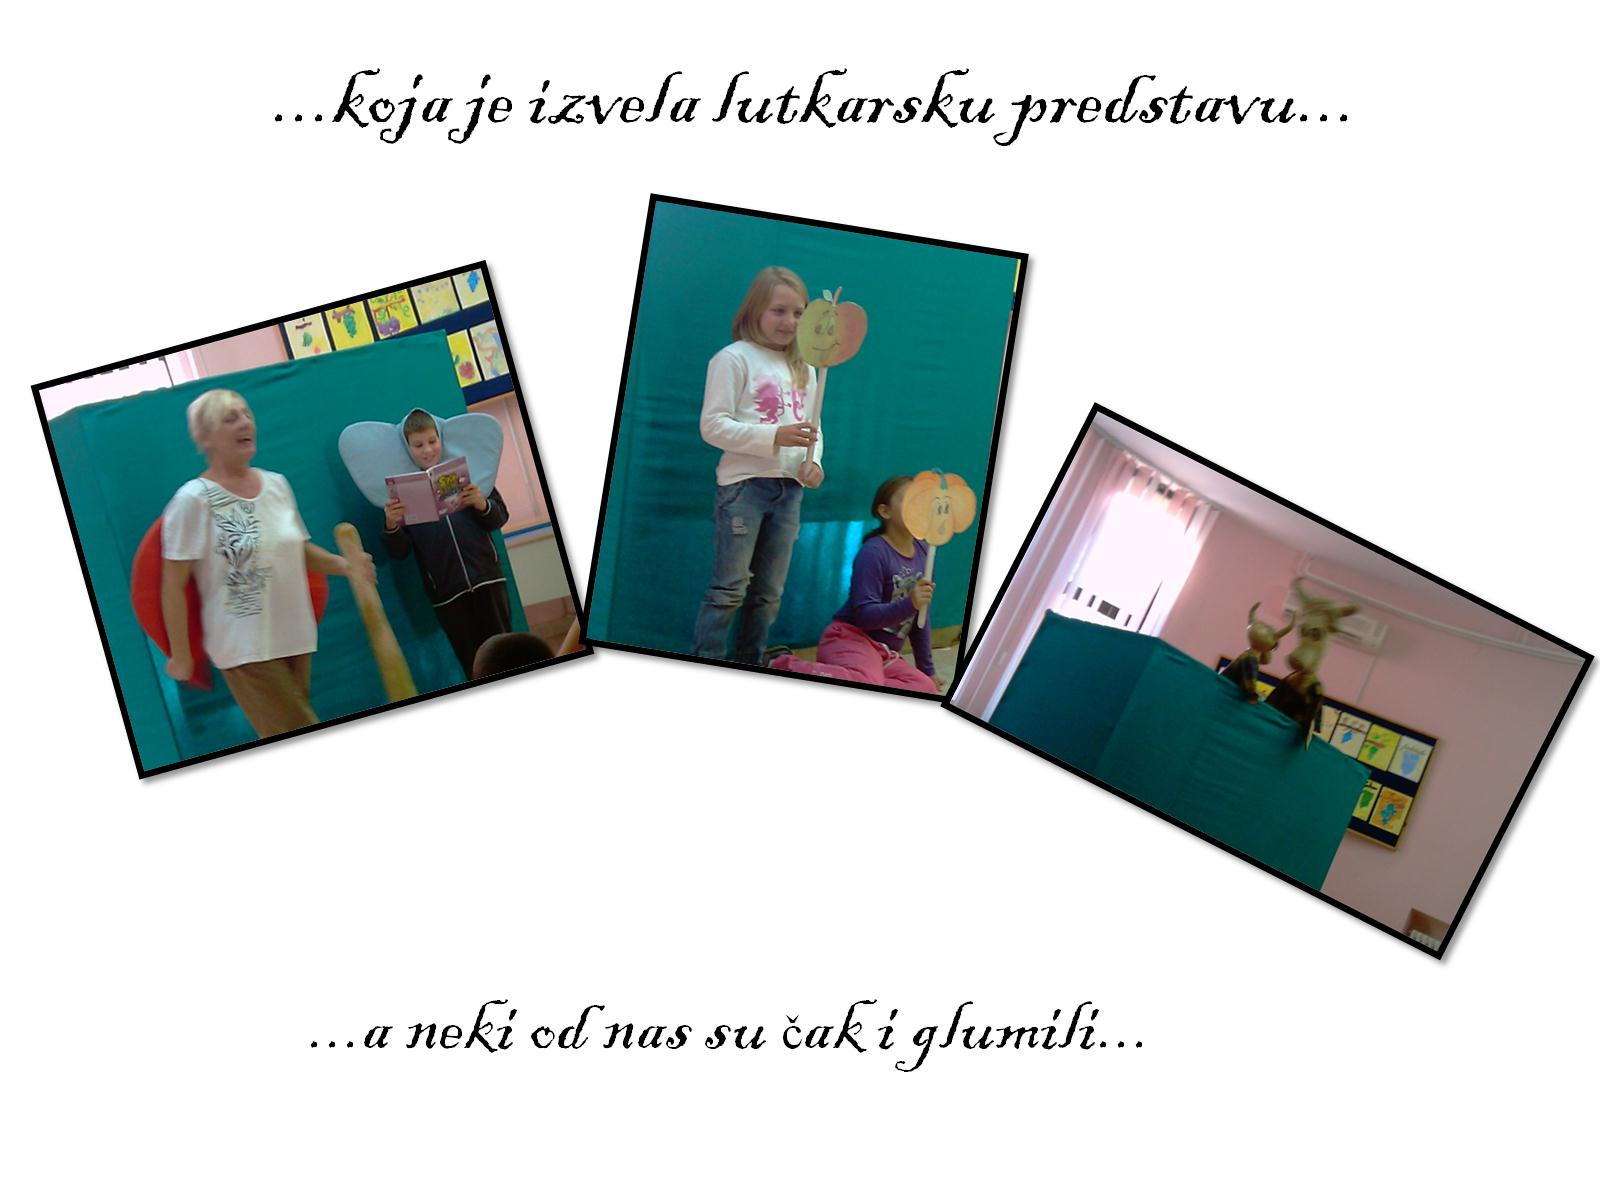 ...koja je izvela lutkarsku predstavu...
...a neki od nas su čak i glumili...